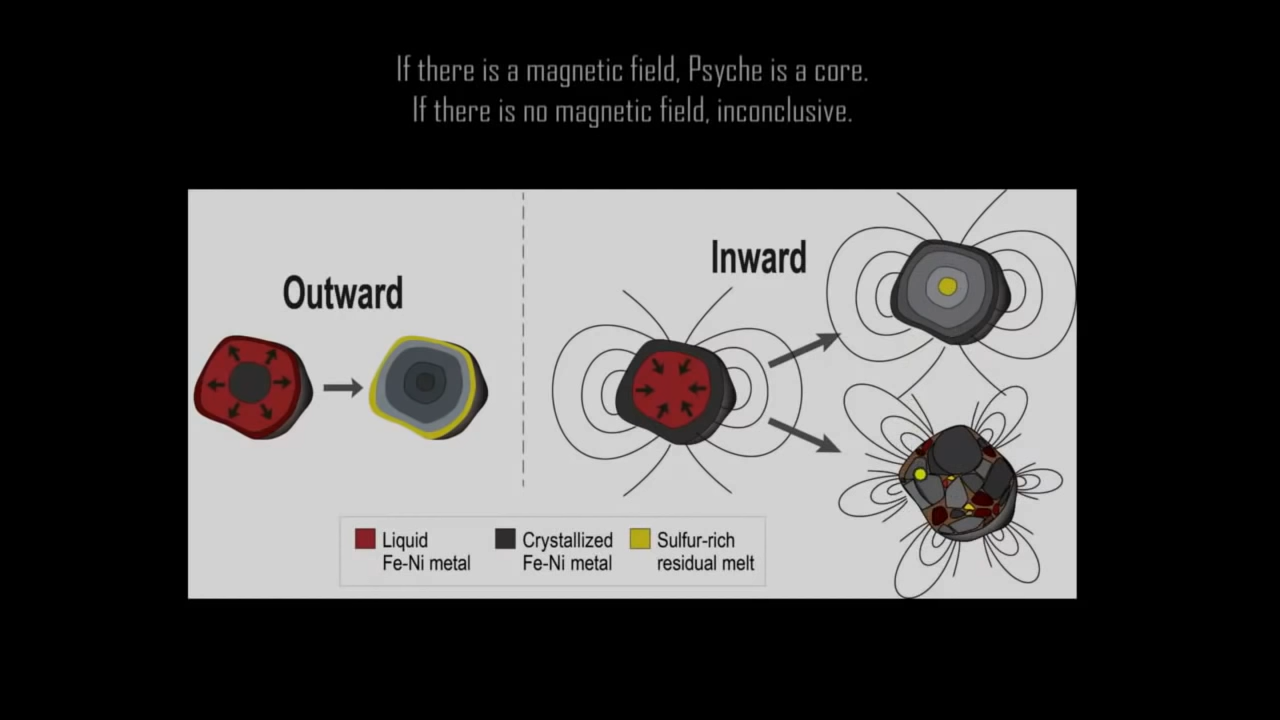 If there is a magnetic field, Psyche is a core.
If there is no magnetic field, inconclusive.
Outward
Inward
Liquid
Fe-Ni metal
Crystallized
Fe-Ni metal
Sulfur-rich
residual melt